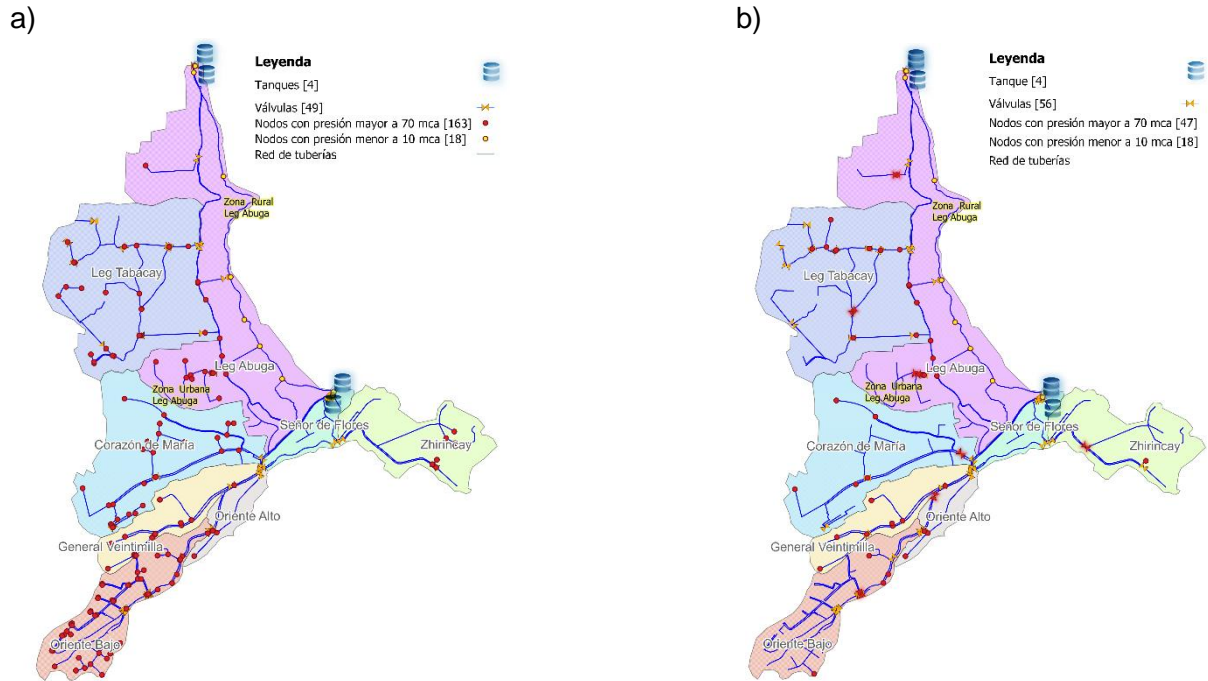 a)
Leyenda
Tanques [4]
Válvulas [49]
Nodos con presión mayor a 70 mca [163]
Nodos con presión menor a 10 mca [18]
Red de tuberías
Zona Rural
Leg Abuga
Leg Tabacay
Leg Abuga
Zona Urbana
Leg Abuga
Señor de Flores
Corazón de María
Zhirincay
Oriente Alto
General Veintimilla
Oriente Bajo
b)
Leyenda
Tanque [4]
Válvulas [56]
Nodos con presión mayor a 70 mca [47]
Nodos con presión menor a 10 mca [18]
Red de tuberías
Zona Rural
Leg Abuga
Leg Tabacay
Leg Abuga
Zona Urbana
Leg Abuga
Señor de Flores
Corazón de María
Zhirincay
Oriente Alto
General Veintimilla
Oriente Bajo